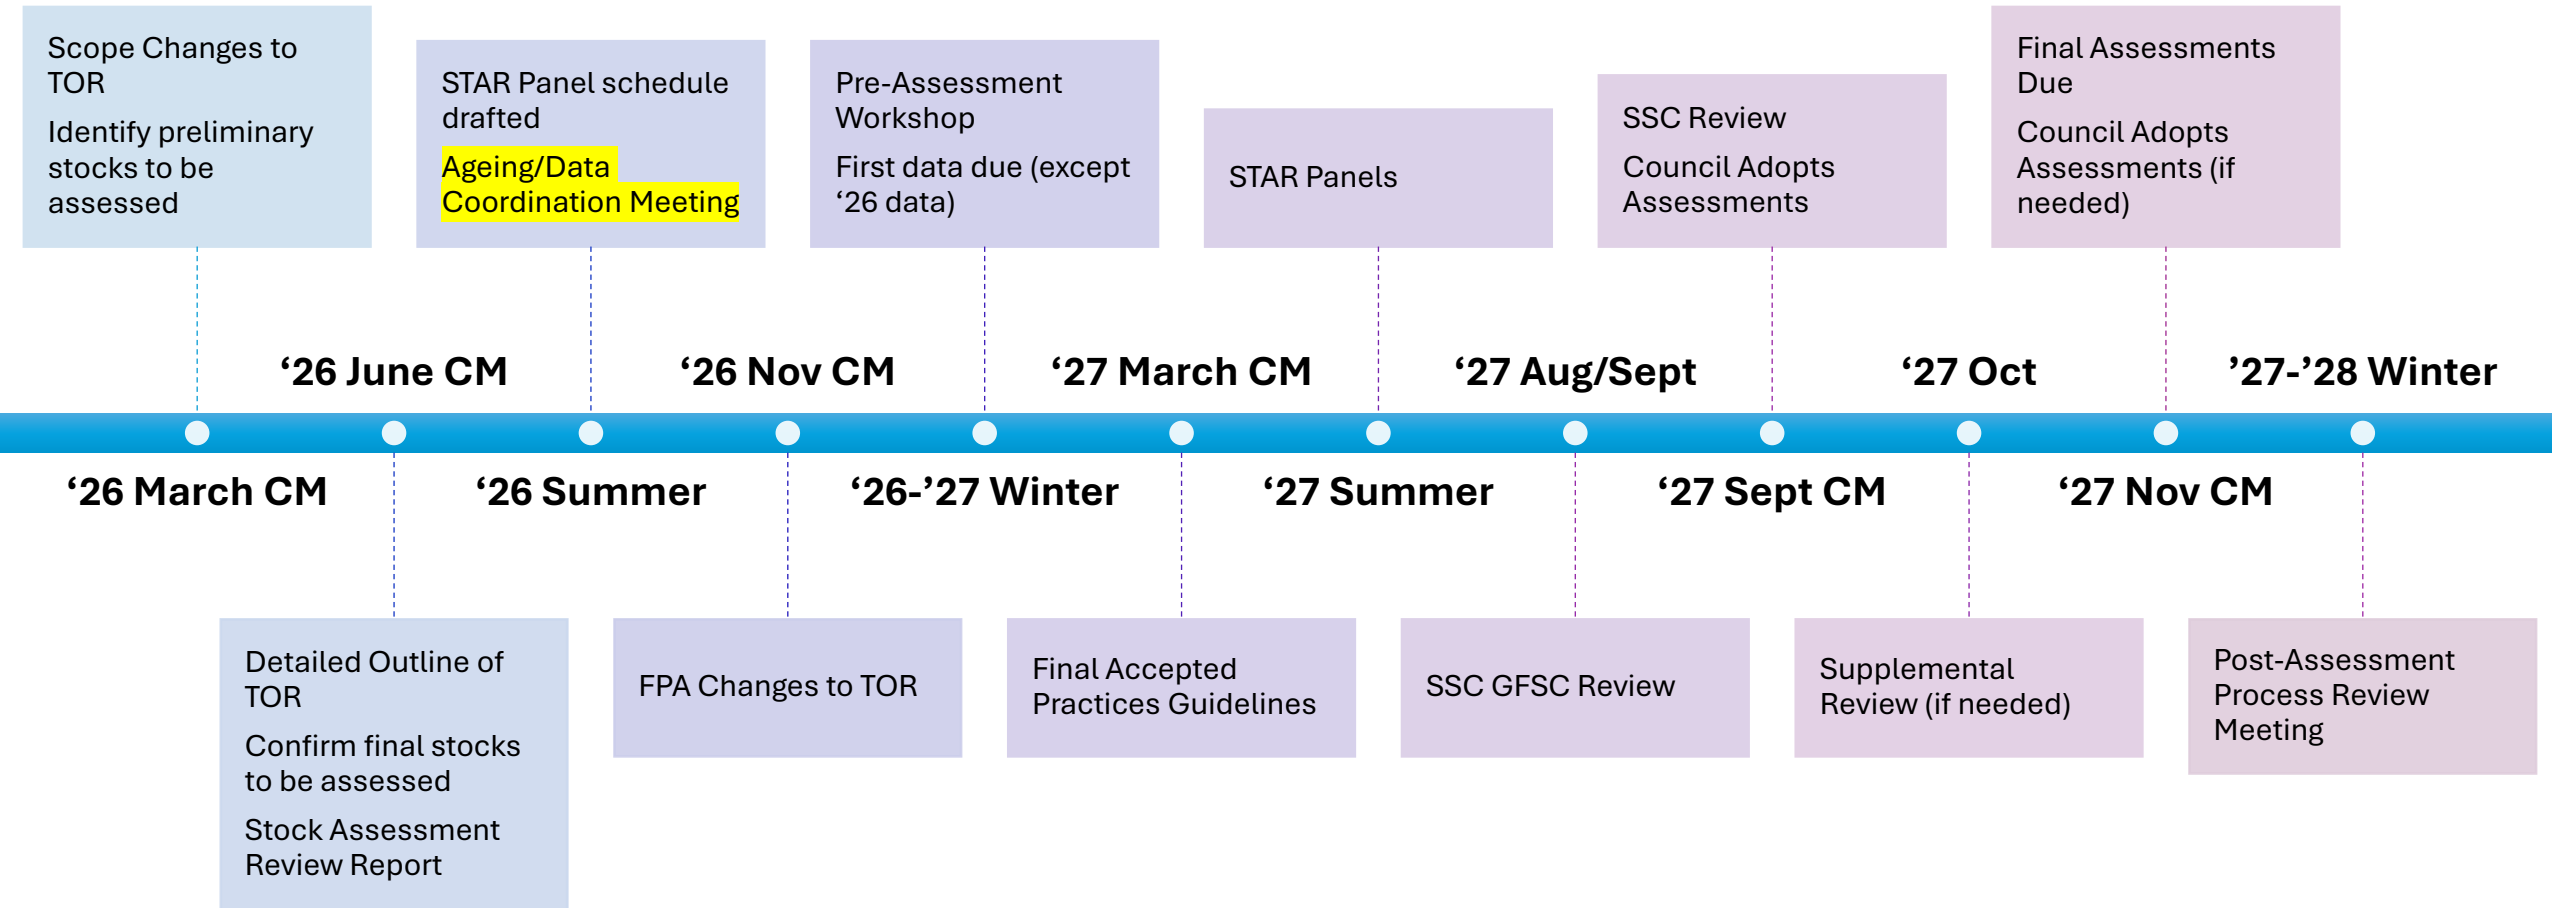 Scope Changes to
TOR
Identify preliminary
stocks to be
assessed
STAR Panel schedule
drafted
Ageing/Data
Coordination Meeting
Pre-Assessment
Workshop
First data due (except
‘26 data)
STAR Panels
SSC Review
Council Adopts
Assessments
Final Assessments
Due
Council Adopts
Assessments (if
needed)
‘26 June CM
‘26 Nov CM
‘27 March CM
‘27 Aug/Sept
‘27 Oct
’27-’28 Winter
‘26 March CM
‘26 Summer
‘26-’27 Winter
‘27 Summer
‘27 Sept CM
‘27 Nov CM
Detailed Outline of
TOR
Confirm final stocks
to be assessed
Stock Assessment
Review Report
FPA Changes to TOR
Final Accepted
Practices Guidelines
SSC GFSC Review
Supplemental
Review (if needed)
Post-Assessment
Process Review
Meeting